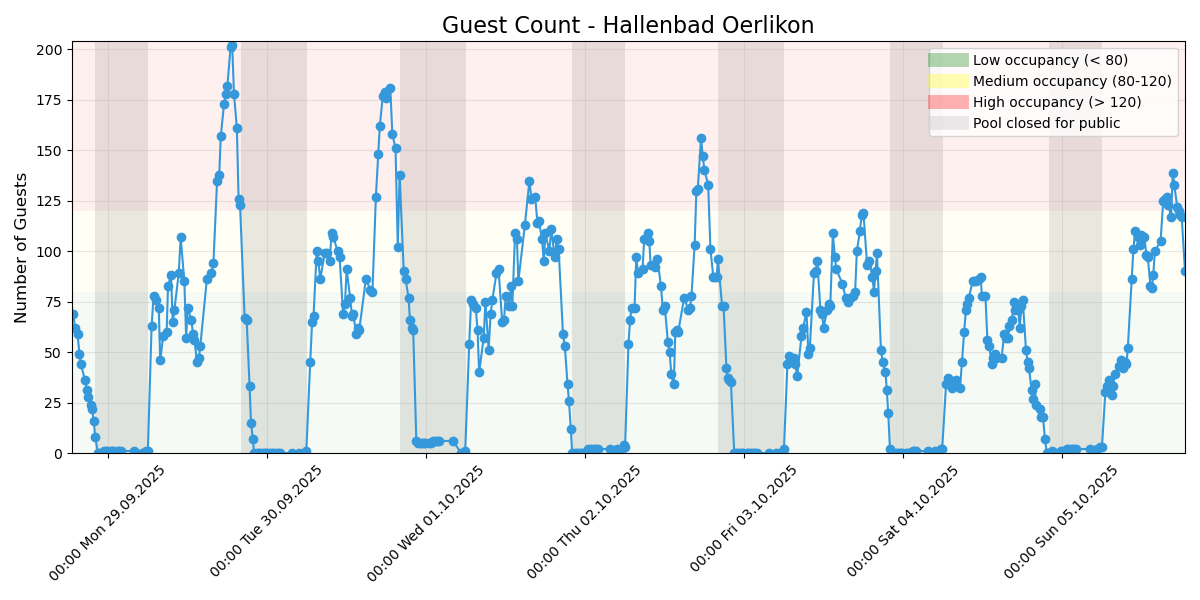 Guest Count - Hallenbad Oerlikon
Number of Guests
200
175
150
125
100
75
50
25
0
Low occupancy (< 80)
Medium occupancy (80-120)
High occupancy (> 120)
Pool closed for public
00:00 Mon 29.09.2025
00:00 Tue 30.09.2025
00:00 Wed 01.10.2025
00:00 Thu 02.10.2025
00:00 Fri 03.10.2025
00:00 Sat 04.10.2025
00:00 Sun 05.10.2025